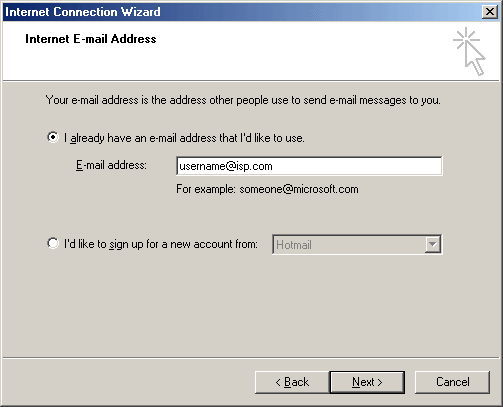 Internet Connection Wizard
Internet E-mail Address
Your e-mail address is the address other people use to send e-mail messages to you.
I already have an e-mail address that I'd like to use.
E-mail address: username@isp.com
For example: someone@microsoft.com
I'd like to sign up for a new account from: Hotmail
< Back Next > Cancel